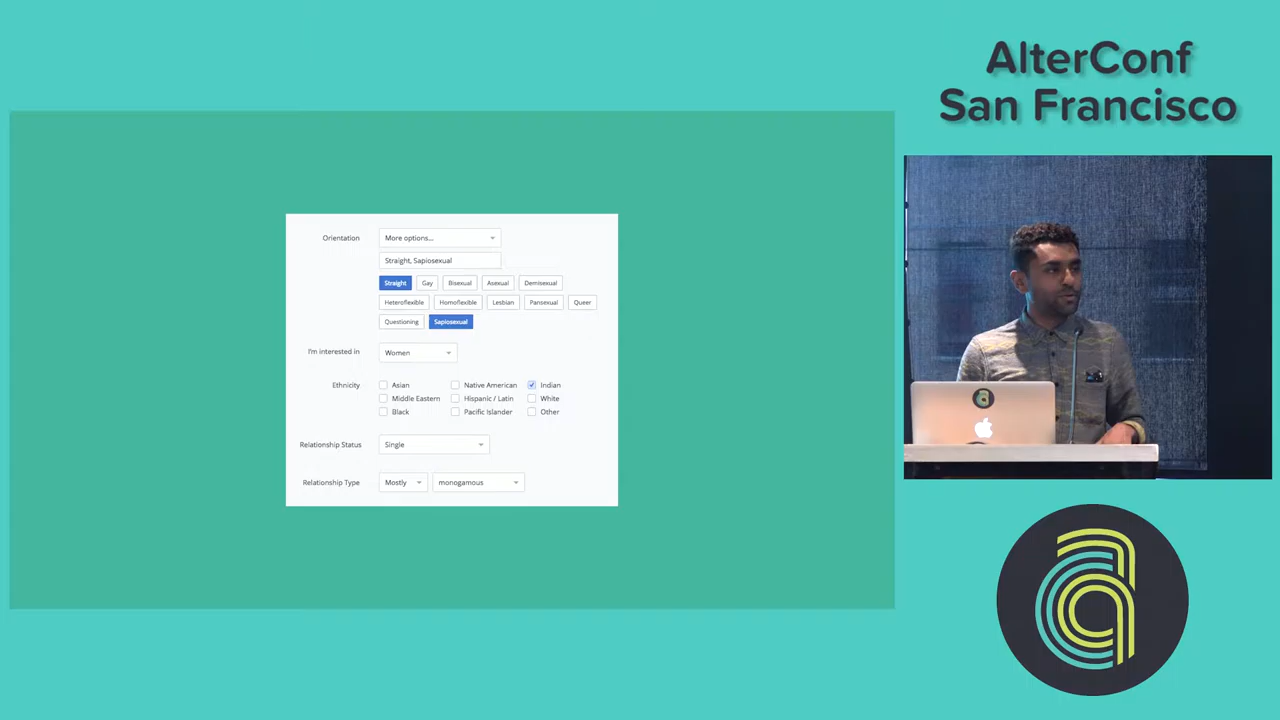 AlterConf
San Francisco
Orientation More options...
Straight, Sapiosexual
Straight Gay Bisexual Asexual Demisexual
Heteroflexible Homoflexible Lesbian Pansexual Queer
Questioning Sapiosexual
I'm interested in Women
Ethnicity Asian Native American Indian
Middle Eastern Hispanic / Latin White
Black Pacific Islander Other
Relationship Status Single
Relationship Type Mostly monogamous